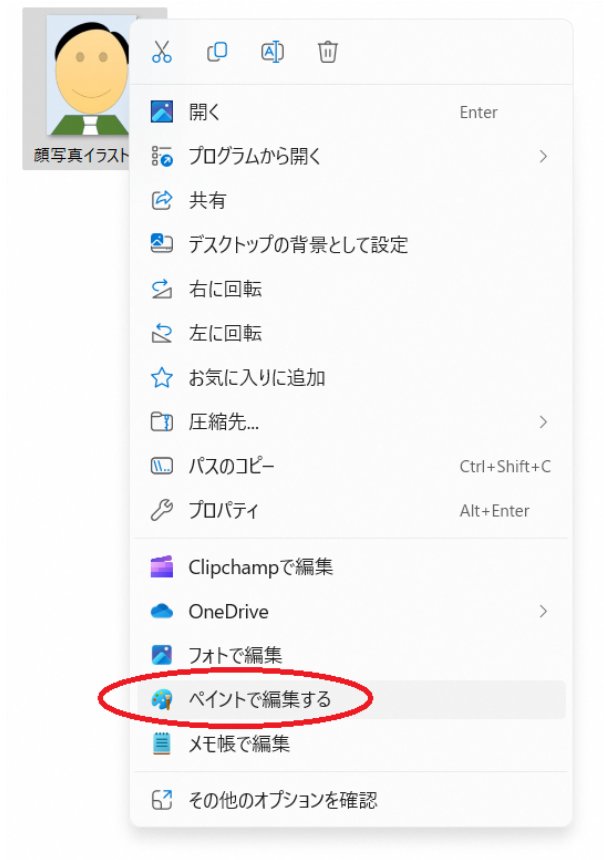 顔写真イラスト
開く Enter
プログラムから開く
共有
デスクトップの背景として設定
右に回転
左に回転
お気に入りに追加
圧縮先...
パスのコピー Ctrl+Shift+C
プロパティ Alt+Enter
Clipchampで編集
OneDrive
フォトで編集
ペイントで編集する
メモ帳で編集
その他のオプションを確認